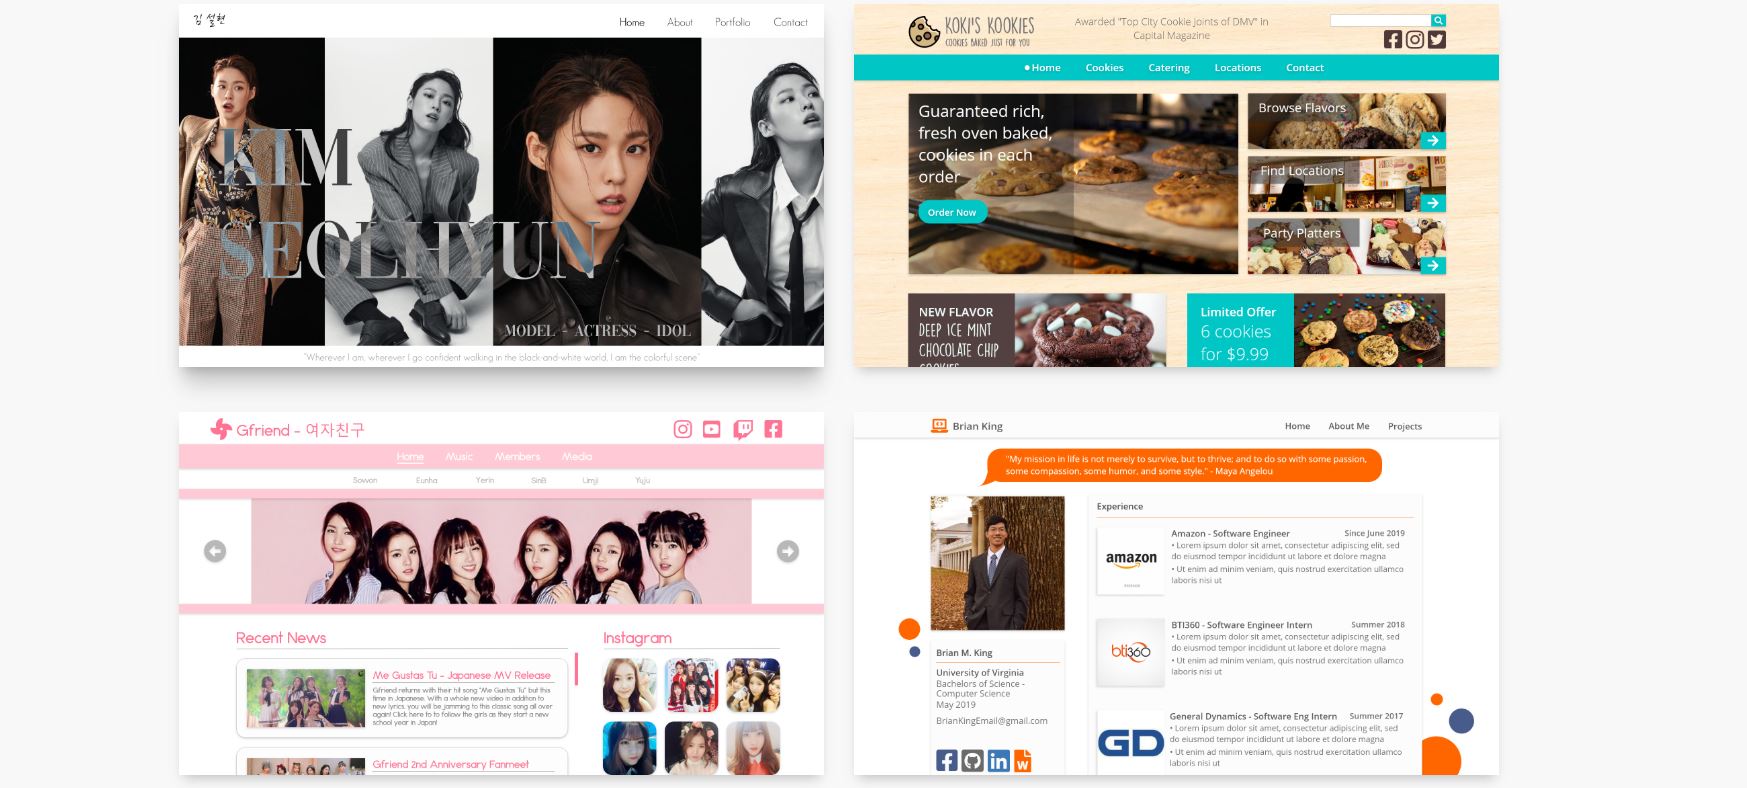 김 설현
Home About Portfolio Contact
KIM
SEOLHYUN
MODEL - ACTRESS - IDOL
"Wherever I am, wherever I go confident walking in the black-and-white world, I am the colorful scene"
KOKI'S KOOKIES
COOKIES BAKED JUST FOR YOU
Awarded "Top City Cookie Joints of DMV" in
Capital Magazine
Home Cookies Catering Locations Contact
Guaranteed rich,
fresh oven baked,
cookies in each
order
Order Now
Browse Flavors
Find Locations
Party Platters
NEW FLAVOR
DEEP ICE MINT
CHOCOLATE CHIP
COOKIES
Limited Offer
6 cookies
for $9.99
Gfriend - 여자친구
Home Music Members Media
Sowon Eunha Yerin SinB Umji Yuju
Recent News
Me Gustas Tu - Japanese MV Release
Gfriend returns with their hit song "Me Gustas Tu" but this
time in Japanese. With a whole new video in addition to
new lyrics, you will be jamming to this classic song all over
again! Click here to to follow the girls as they start a new
school year in Japan!
Gfriend 2nd Anniversary Fanmeet
Instagram
Brian King
Home About Me Projects
"My mission in life is not merely to survive, but to thrive; and to do so with some passion,
some compassion, some humor, and some style." - Maya Angelou
Brian M. King
University of Virginia
Bachelors of Science -
Computer Science
May 2019
BrianKingEmail@gmail.com
Experience
amazon
Amazon - Software Engineer Since June 2019
• Lorem ipsum dolor sit amet, consectetur adipiscing elit, sed
do eiusmod tempor incididunt ut labore et dolore magna
• Ut enim ad minim veniam, quis nostrud exercitation ullamco
laboris nisi ut
bti360
BTI360 - Software Engineer Intern Summer 2018
• Lorem ipsum dolor sit amet, consectetur adipiscing elit, sed
do eiusmod tempor incididunt ut labore et dolore magna
• Ut enim ad minim veniam, quis nostrud exercitation ullamco
laboris nisi ut
GD
General Dynamics - Software Eng Intern Summer 2017
• Lorem ipsum dolor sit amet, consectetur adipiscing elit, sed
do eiusmod tempor incididunt ut labore et dolore magna
• Ut enim ad minim veniam, quis nostrud exercitation ullamco
laboris nisi ut